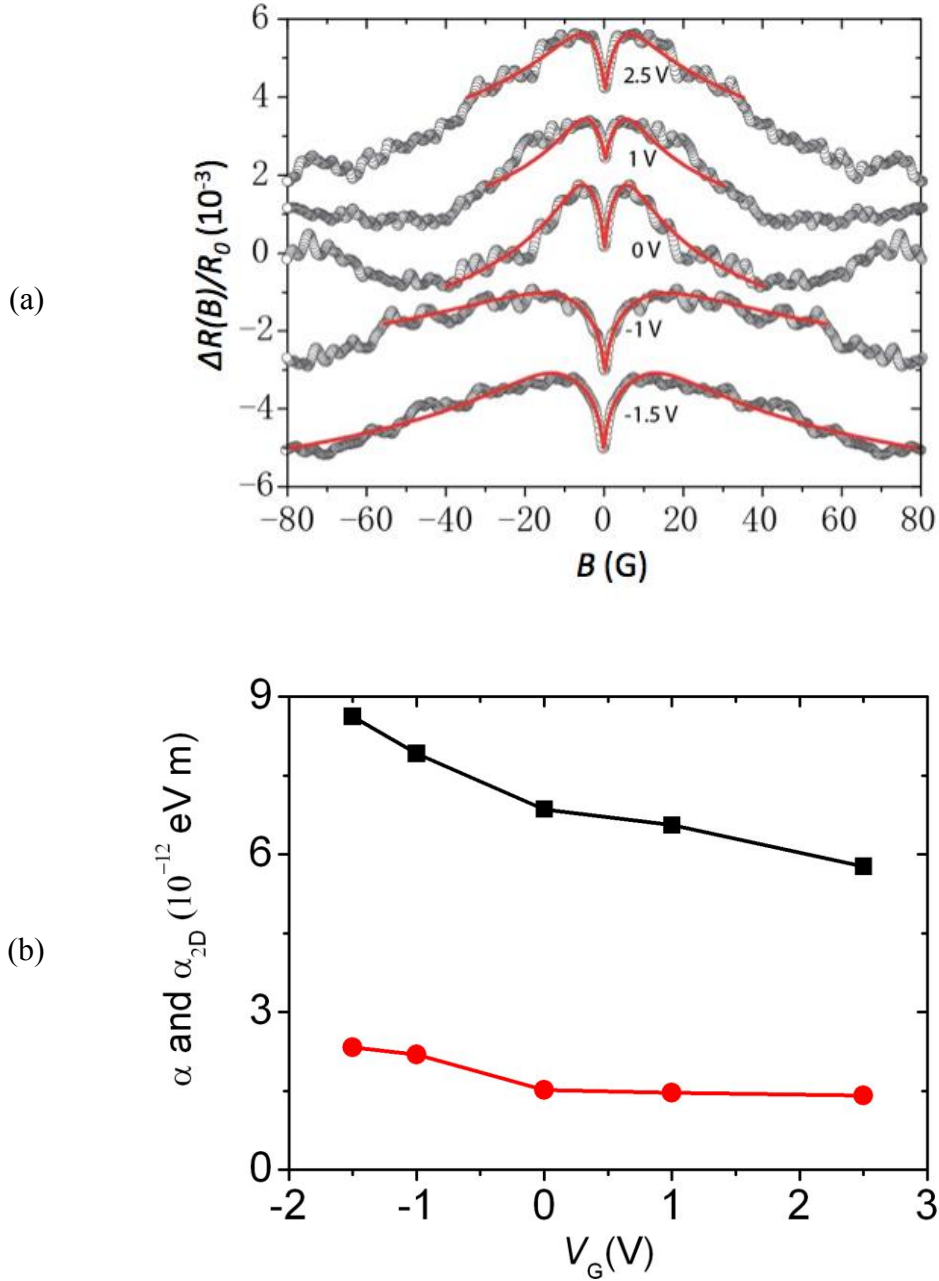 (a)
ΔR(B)/R₀ (10⁻³)
6
4
2
0
−2
−4
−6
2.5 V
1 V
0 V
-1 V
-1.5 V
−80 −60 −40 −20 0 20 40 60 80
B (G)
(b)
α and α₂D (10⁻¹² eV m)
9
6
3
0
-2 -1 0 1 2 3
V_G(V)